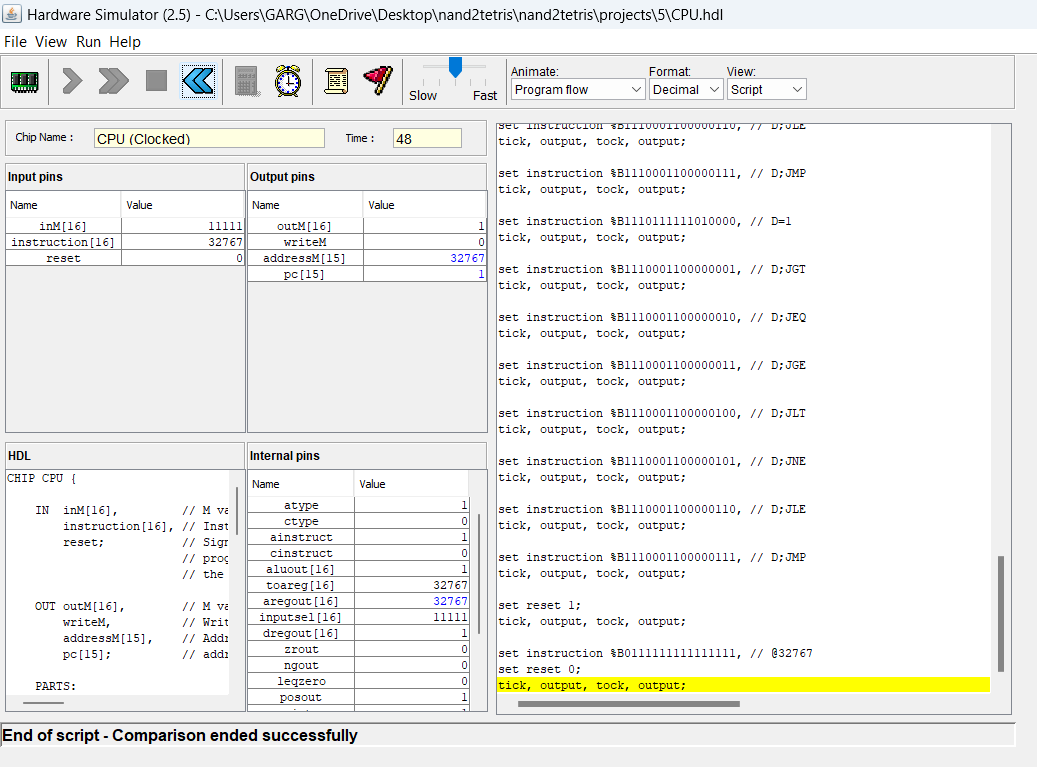 Hardware Simulator (2.5) - C:\Users\GARG\OneDrive\Desktop\nand2tetris\nand2tetris\projects\5\CPU.hdl
File View Run Help
Slow Fast
Animate:
Program flow
Format:
Decimal
View:
Script
Chip Name :
CPU (Clocked)
Time :
48
Input pins
Name Value
inM[16] 11111
instruction[16] 32767
reset 0
Output pins
Name Value
outM[16] 1
writeM 0
addressM[15] 32767
pc[15] 1
HDL
CHIP CPU {
IN inM[16], // M va
instruction[16], // Inst
reset; // Sign
// prog
// the
OUT outM[16], // M va
writeM, // Writ
addressM[15], // Addr
pc[15]; // addr
PARTS:
Internal pins
Name Value
atype 1
ctype 0
ainstruct 1
cinstruct 0
aluout[16] 1
toareg[16] 32767
aregout[16] 32767
inputsel[16] 11111
dregout[16] 1
zrout 0
ngout 0
leqzero 0
posout 1
set instruction %B1110001100000110, // D;JLE
tick, output, tock, output;
set instruction %B1110001100000111, // D;JMP
tick, output, tock, output;
set instruction %B1110111111010000, // D=1
tick, output, tock, output;
set instruction %B1110001100000001, // D;JGT
tick, output, tock, output;
set instruction %B1110001100000010, // D;JEQ
tick, output, tock, output;
set instruction %B1110001100000011, // D;JGE
tick, output, tock, output;
set instruction %B1110001100000100, // D;JLT
tick, output, tock, output;
set instruction %B1110001100000101, // D;JNE
tick, output, tock, output;
set instruction %B1110001100000110, // D;JLE
tick, output, tock, output;
set instruction %B1110001100000111, // D;JMP
tick, output, tock, output;
set reset 1;
tick, output, tock, output;
set instruction %B0111111111111111, // @32767
set reset 0;
tick, output, tock, output;
End of script - Comparison ended successfully